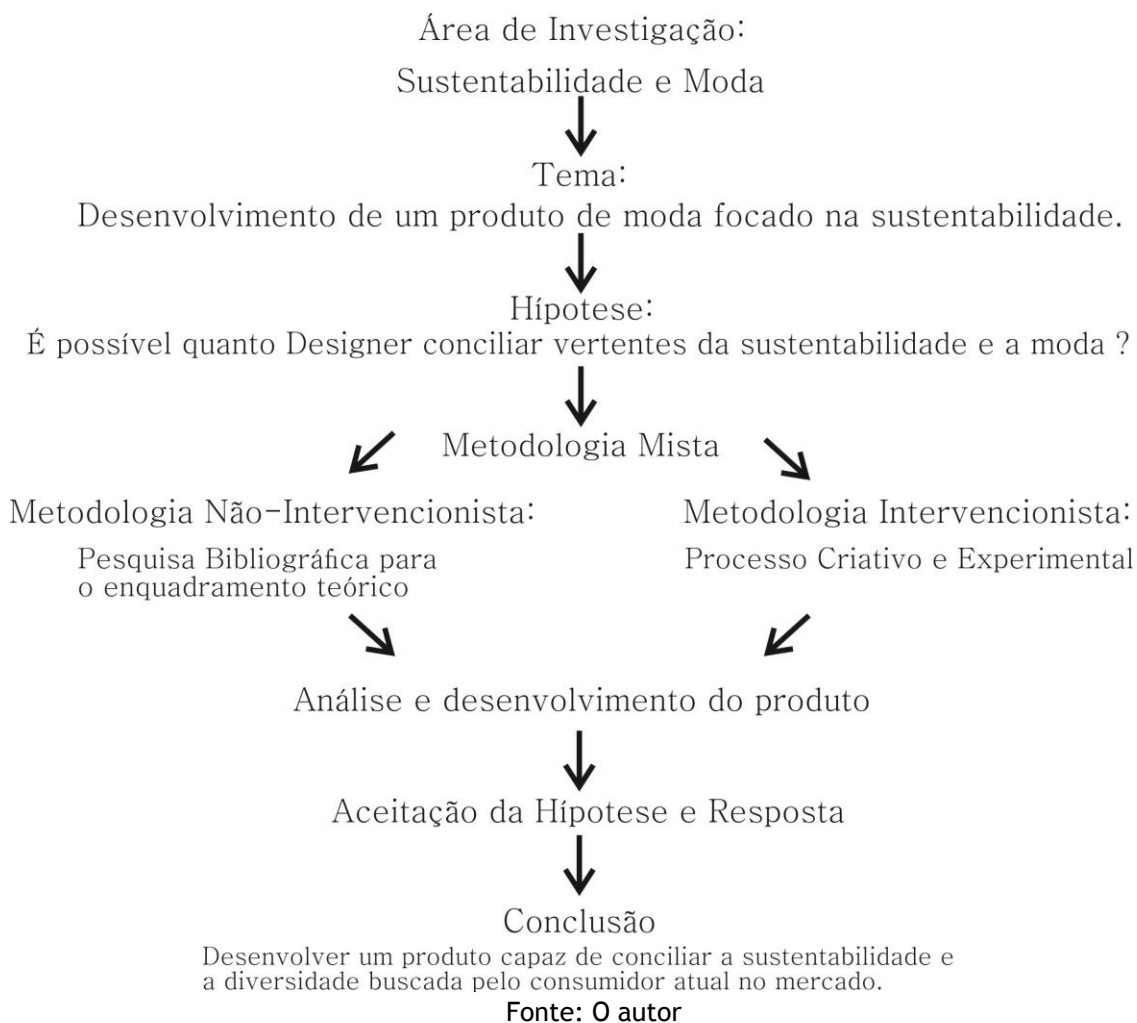 Área de Investigação:
Sustentabilidade e Moda
Tema:
Desenvolvimento de um produto de moda focado na sustentabilidade.
Hípotese:
É possível quanto Designer conciliar vertentes da sustentabilidade e a moda ?
Metodologia Mista
Metodologia Não-Intervencionista:
Pesquisa Bibliográfica para
o enquadramento teórico
Metodologia Intervencionista:
Processo Criativo e Experimental
Análise e desenvolvimento do produto
Aceitação da Hípotese e Resposta
Conclusão
Desenvolver um produto capaz de conciliar a sustentabilidade e
a diversidade buscada pelo consumidor atual no mercado.
Fonte: O autor